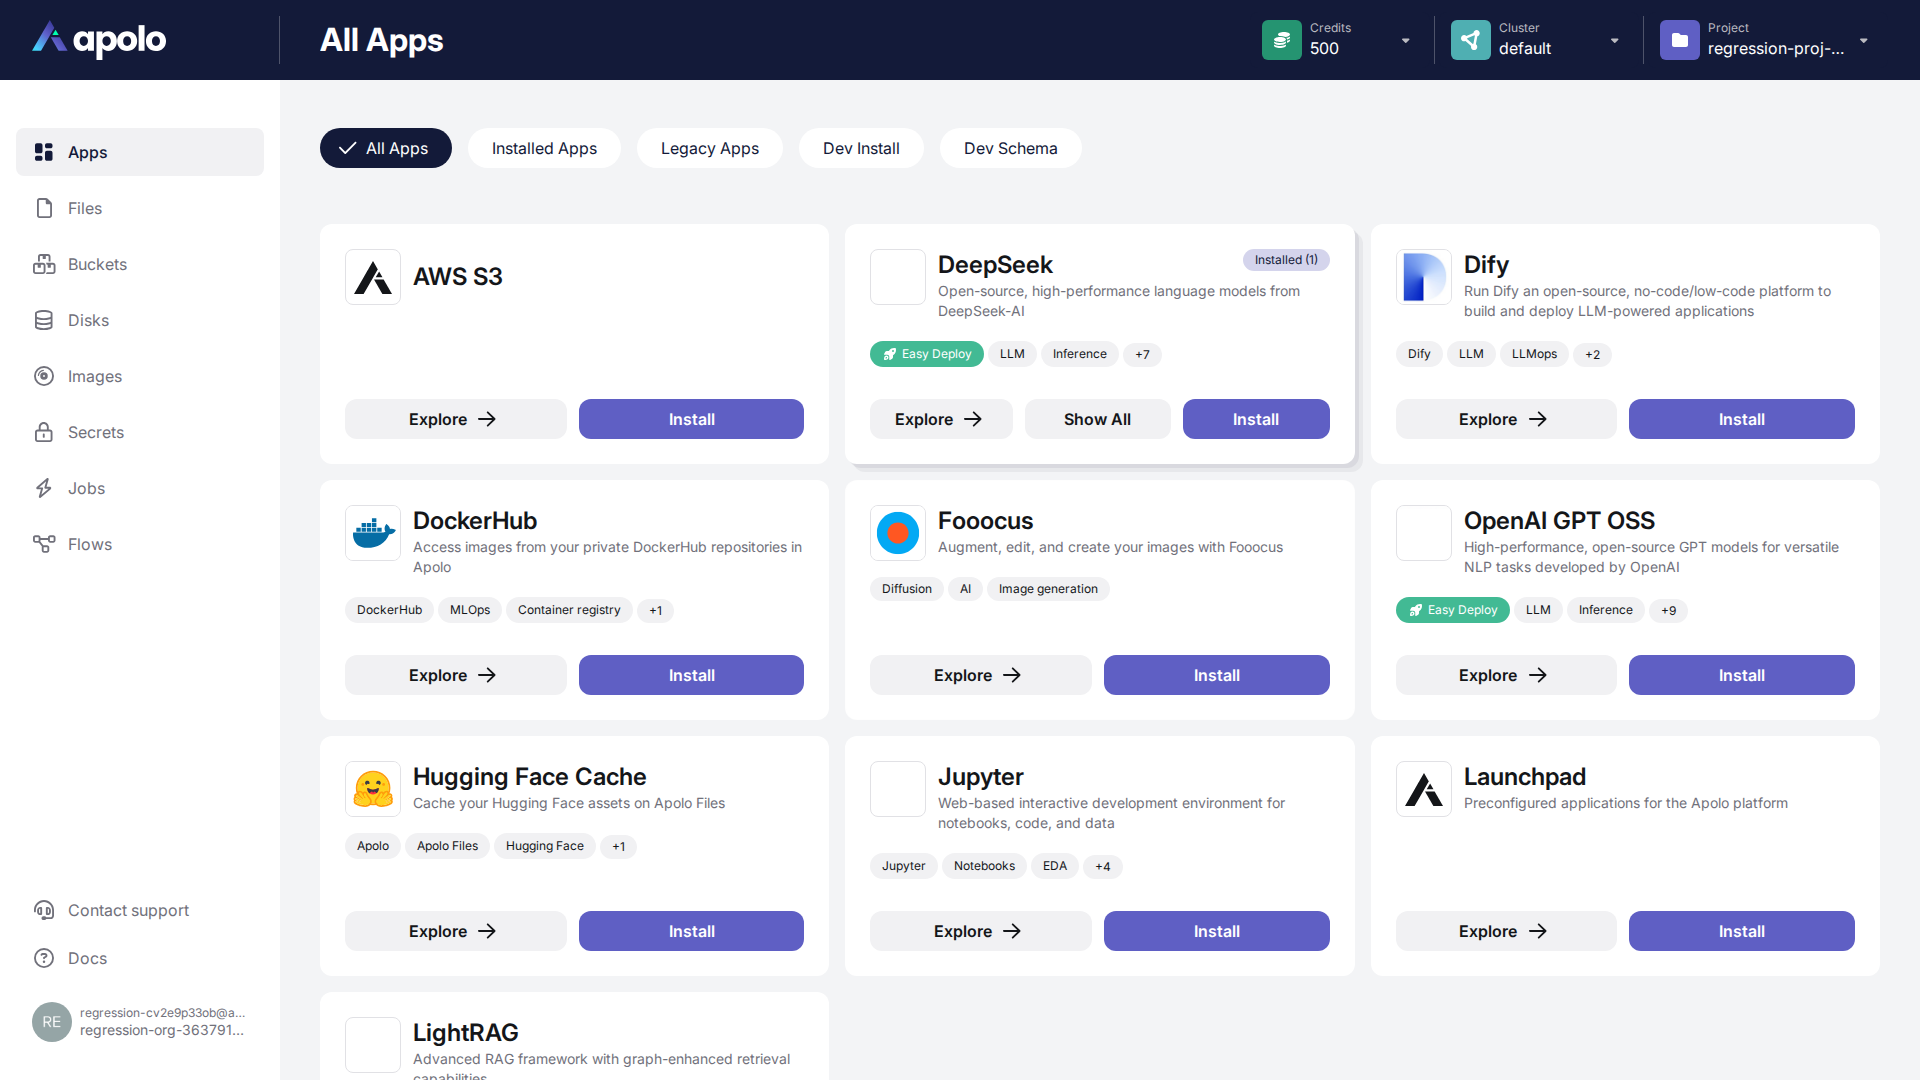 apolo
All Apps
Credits
500
Cluster
default
Project
regression-proj-...
Apps
Files
Buckets
Disks
Images
Secrets
Jobs
Flows
Contact support
Docs
RE
regression-cv2e9p33ob@a...
regression-org-363791...
All Apps
Installed Apps
Legacy Apps
Dev Install
Dev Schema
AWS S3
Explore
Install
DeepSeek
Installed (1)
Open-source, high-performance language models from
DeepSeek-AI
Easy Deploy
LLM
Inference
+7
Explore
Show All
Install
Dify
Run Dify an open-source, no-code/low-code platform to
build and deploy LLM-powered applications
Dify
LLM
LLMops
+2
Explore
Install
DockerHub
Access images from your private DockerHub repositories in
Apolo
DockerHub
MLOps
Container registry
+1
Explore
Install
Fooocus
Augment, edit, and create your images with Fooocus
Diffusion
AI
Image generation
Explore
Install
OpenAI GPT OSS
High-performance, open-source GPT models for versatile
NLP tasks developed by OpenAI
Easy Deploy
LLM
Inference
+9
Explore
Install
Hugging Face Cache
Cache your Hugging Face assets on Apolo Files
Apolo
Apolo Files
Hugging Face
+1
Explore
Install
Jupyter
Web-based interactive development environment for
notebooks, code, and data
Jupyter
Notebooks
EDA
+4
Explore
Install
Launchpad
Preconfigured applications for the Apolo platform
Explore
Install
LightRAG
Advanced RAG framework with graph-enhanced retrieval
capabilities